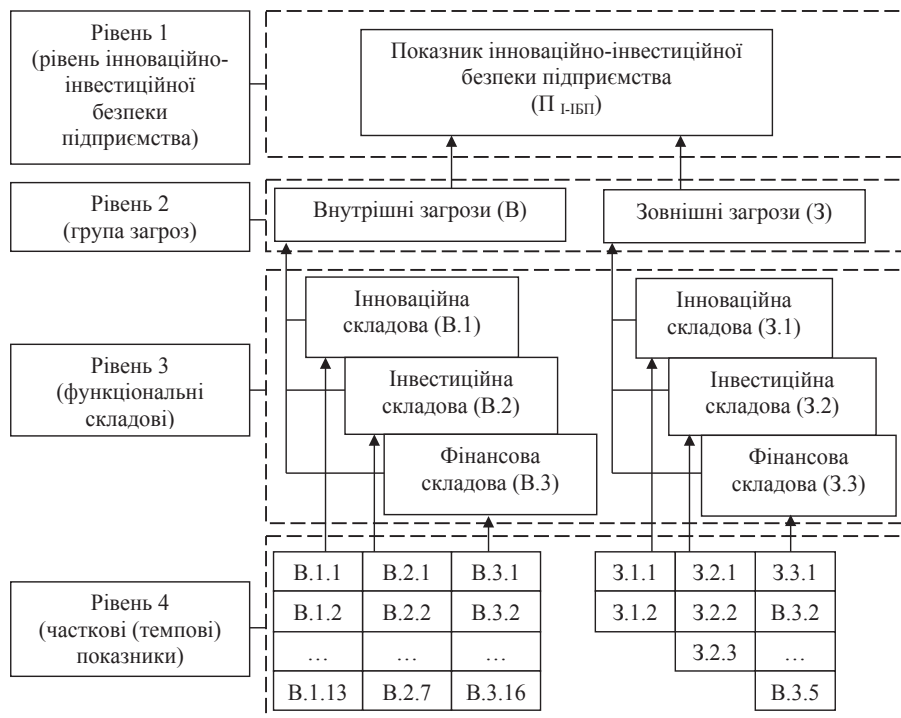 Рівень 1
(рівень інноваційно-
інвестиційної
безпеки
підприємства)
Показник інноваційно-інвестиційної
безпеки підприємства
(П І-ІБП)
Рівень 2
(група загроз)
Внутрішні загрози (В)
Зовнішні загрози (З)
Рівень 3
(функціональні
складові)
Інноваційна
складова (В.1)
Інвестиційна
складова (В.2)
Фінансова
складова (В.3)
Інноваційна
складова (З.1)
Інвестиційна
складова (З.2)
Фінансова
складова (З.3)
Рівень 4
(часткові (темпові)
показники)
В.1.1 В.2.1 В.3.1
В.1.2 В.2.2 В.3.2
… … …
В.1.13 В.2.7 В.3.16
З.1.1 З.2.1 З.3.1
З.1.2 З.2.2 В.3.2
З.2.3 …
В.3.5